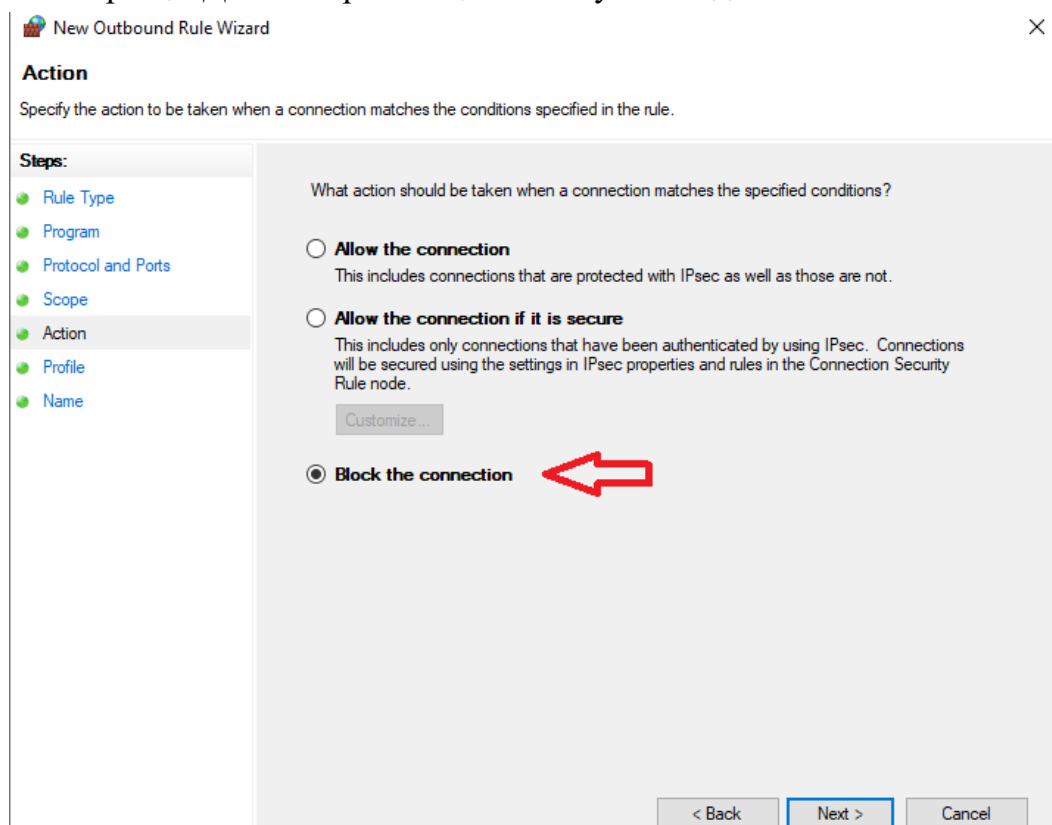 New Outbound Rule Wizard
Action
Specify the action to be taken when a connection matches the conditions specified in the rule.
Steps:
Rule Type
Program
Protocol and Ports
Scope
Action
Profile
Name
What action should be taken when a connection matches the specified conditions?
Allow the connection
This includes connections that are protected with IPsec as well as those are not.
Allow the connection if it is secure
This includes only connections that have been authenticated by using IPsec. Connections
will be secured using the settings in IPsec properties and rules in the Connection Security
Rule node.
Customize...
Block the connection
< Back
Next >
Cancel